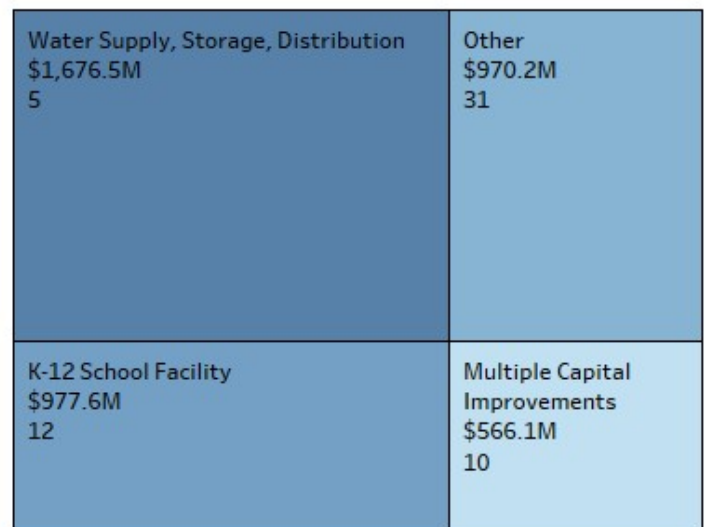 Water Supply, Storage, Distribution
$1,676.5M
5
Other
$970.2M
31
K-12 School Facility
$977.6M
12
Multiple Capital
Improvements
$566.1M
10